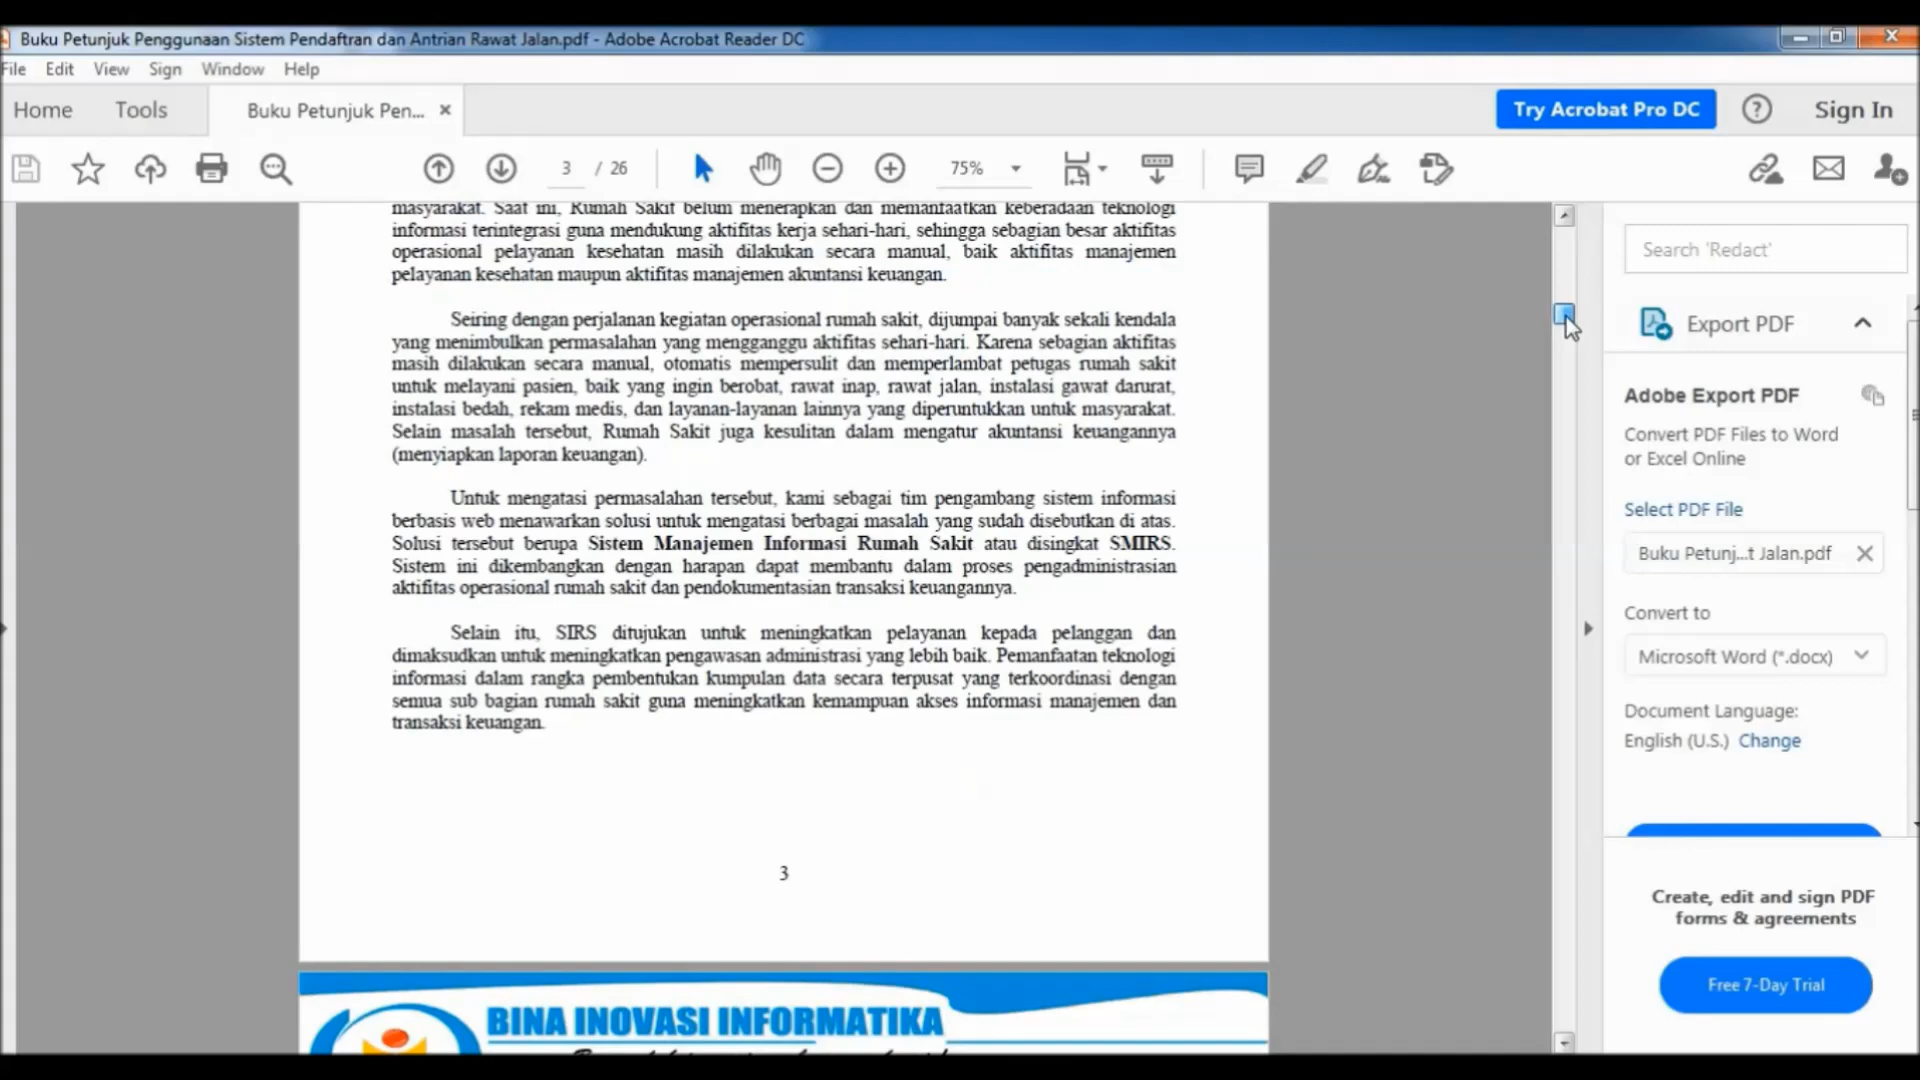 Buku Petunjuk Penggunaan Sistem Pendaftran dan Antrian Rawat Jalan.pdf - Adobe Acrobat Reader DC
File Edit View Sign Window Help
Home Tools Buku Petunjuk Pen... Try Acrobat Pro DC Sign In
3 / 26 75%
masyarakat. Saat ini, Rumah Sakit belum menerapkan dan memanfaatkan keberadaan teknologi
informasi terintegrasi guna mendukung aktifitas kerja sehari-hari, sehingga sebagian besar aktifitas
operasional pelayanan kesehatan masih dilakukan secara manual, baik aktifitas manajemen
pelayanan kesehatan maupun aktifitas manajemen akuntansi keuangan.
Seiring dengan perjalanan kegiatan operasional rumah sakit, dijumpai banyak sekali kendala
yang menimbulkan permasalahan yang mengganggu aktifitas sehari-hari. Karena sebagian aktifitas
masih dilakukan secara manual, otomatis mempersulit dan memperlambat petugas rumah sakit
untuk melayani pasien, baik yang ingin berobat, rawat inap, rawat jalan, instalasi gawat darurat,
instalasi bedah, rekam medis, dan layanan-layanan lainnya yang diperuntukkan untuk masyarakat.
Selain masalah tersebut, Rumah Sakit juga kesulitan dalam mengatur akuntansi keuangannya
(menyiapkan laporan keuangan).
Untuk mengatasi permasalahan tersebut, kami sebagai tim pengambang sistem informasi
berbasis web menawarkan solusi untuk mengatasi berbagai masalah yang sudah disebutkan di atas.
Solusi tersebut berupa Sistem Manajemen Informasi Rumah Sakit atau disingkat SMIRS.
Sistem ini dikembangkan dengan harapan dapat membantu dalam proses pengadministrasian
aktifitas operasional rumah sakit dan pendokumentasian transaksi keuangannya.
Selain itu, SIRS ditujukan untuk meningkatkan pelayanan kepada pelanggan dan
dimaksudkan untuk meningkatkan pengawasan administrasi yang lebih baik. Pemanfaatan teknologi
informasi dalam rangka pembentukan kumpulan data secara terpusat yang terkoordinasi dengan
semua sub bagian rumah sakit guna meningkatkan kemampuan akses informasi manajemen dan
transaksi keuangan.
3
BINA INOVASI INFORMATIKA
Search 'Redact'
Export PDF
Adobe Export PDF
Convert PDF Files to Word
or Excel Online
Select PDF File
Buku Petunj...t Jalan.pdf
Convert to
Microsoft Word (*.docx)
Document Language:
English (U.S.) Change
Create, edit and sign PDF
forms & agreements
Free 7-Day Trial